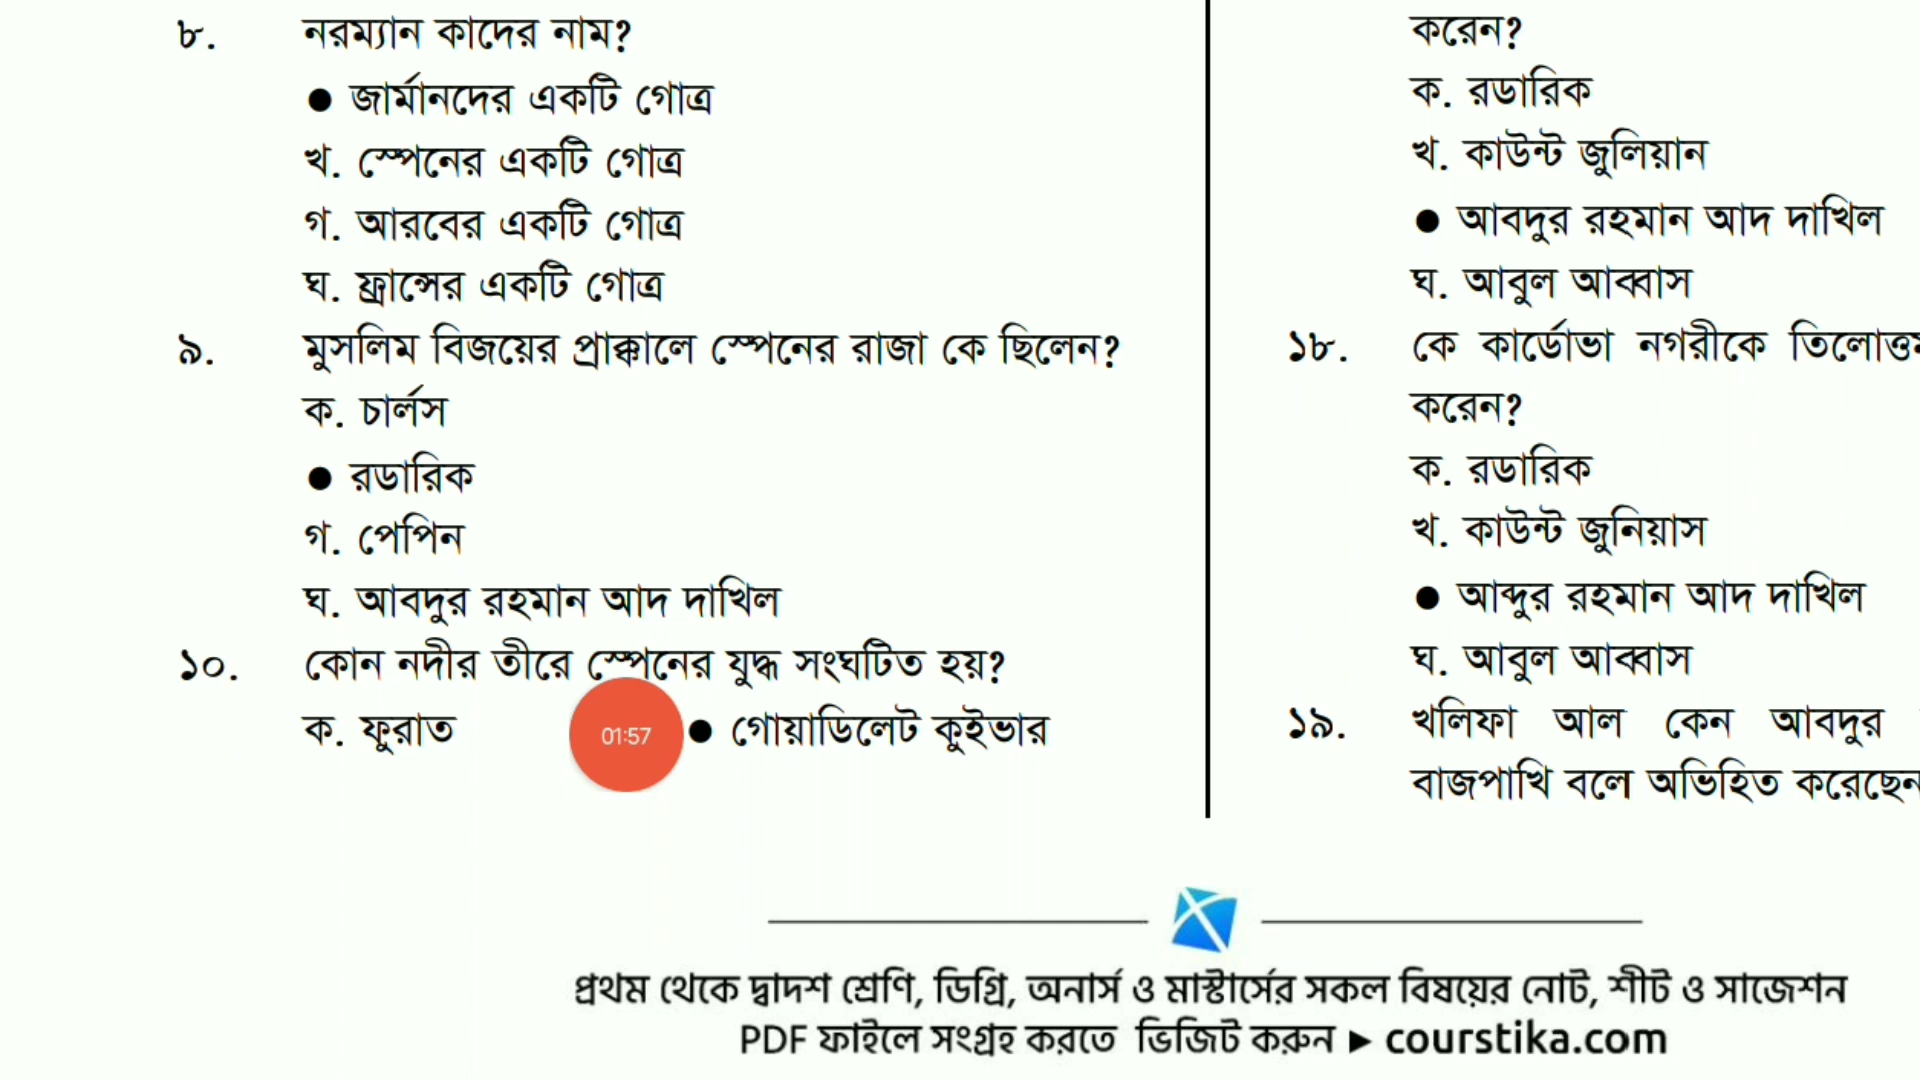 ৮. নরম্যান কাদের নাম?
● জার্মানদের একটি গোত্র
খ. স্পেনের একটি গোত্র
গ. আরবের একটি গোত্র
ঘ. ফ্রান্সের একটি গোত্র
৯. মুসলিম বিজয়ের প্রাক্কালে স্পেনের রাজা কে ছিলেন?
ক. চার্লস
● রডারিক
গ. পেপিন
ঘ. আবদুর রহমান আদ দাখিল
১০. কোন নদীর তীরে স্পেনের যুদ্ধ সংঘটিত হয়?
ক. ফুরাত ● গোয়াডিলেট কুইভার
01:57
করেন?
ক. রডারিক
খ. কাউন্ট জুলিয়ান
● আবদুর রহমান আদ দাখিল
ঘ. আবুল আব্বাস
১৮. কে কার্ডোভা নগরীকে
করেন?
ক. রডারিক
খ. কাউন্ট জুনিয়াস
● আব্দুর রহমান আদ দাখিল
ঘ. আবুল আব্বাস
১৯. খলিফা আল কেন আবদুর
বাজপাখি বলে অভিহিত করেছেন
প্রথম থেকে দ্বাদশ শ্রেণি, ডিগ্রি, অনার্স ও মাস্টার্সের সকল বিষয়ের নোট, শীট ও সাজেশন
PDF ফাইলে সংগ্রহ করতে ভিজিট করুন ► courstika.com